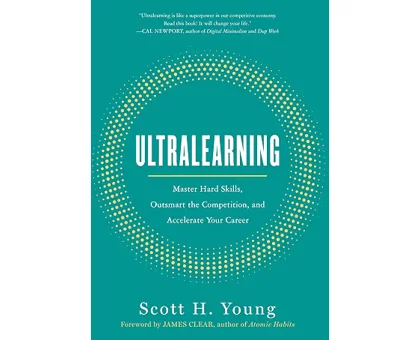 "Ultralearning is like a superpower in our competitive economy.
Read this book! It will change your life."
—CAL NEWPORT, author of Digital Minimalism and Deep Work
ULTRALEARNING
Master Hard Skills,
Outsmart the Competition, and
Accelerate Your Career
Scott H. Young
Foreword by JAMES CLEAR, author of Atomic Habits